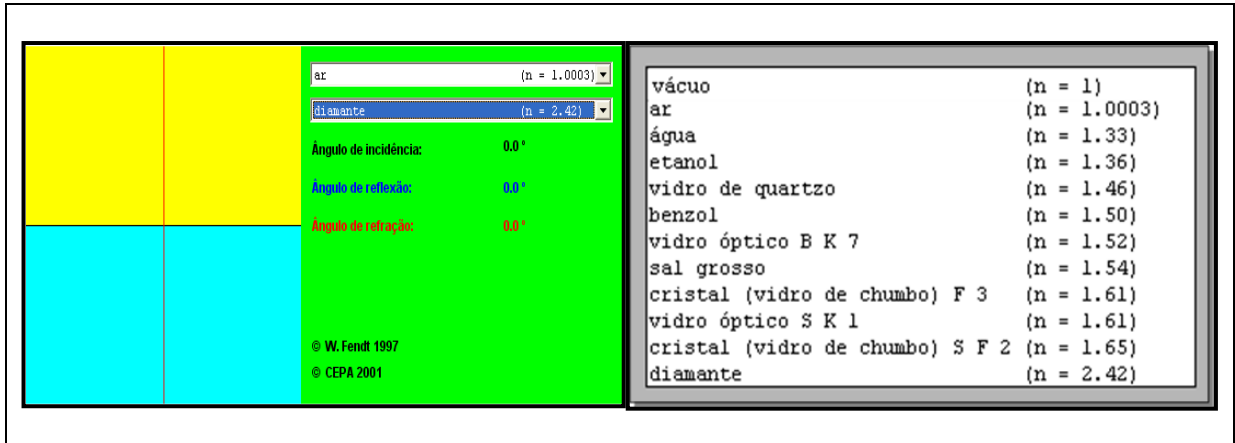 ar (n = 1.0003)
diamante (n = 2.42)
Ângulo de incidência: 0.0 °
Ângulo de reflexão: 0.0 °
Ângulo de refração: 0.0 °
© W. Fendt 1997
© CEPA 2001
vácuo (n = 1)
ar (n = 1.0003)
água (n = 1.33)
etanol (n = 1.36)
vidro de quartzo (n = 1.46)
benzol (n = 1.50)
vidro óptico B K 7 (n = 1.52)
sal grosso (n = 1.54)
cristal (vidro de chumbo) F 3 (n = 1.61)
vidro óptico S K 1 (n = 1.61)
cristal (vidro de chumbo) S F 2 (n = 1.65)
diamante (n = 2.42)